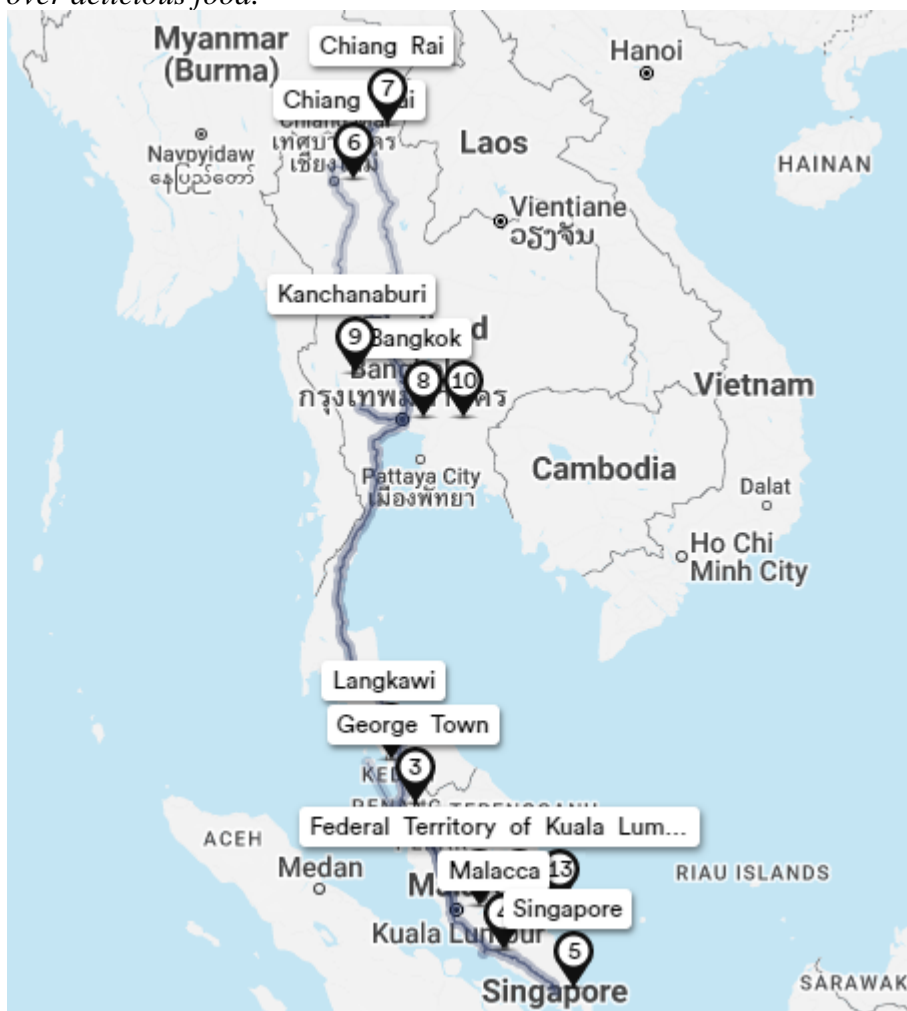 Myanmar
(Burma)
Chiang Rai
Hanoi
7
Chiang
ai
6
Laos
Naypyidaw
နေပြည်တော်
HAINAN
Vientiane
ວຽງຈັນ
Kanchanaburi
9
Bangkok
8
10
Vietnam
Pattaya City
เมืองพัทยา
Cambodia
Dalat
Ho Chi
Minh City
Langkawi
George Town
3
ACEH
Federal Territory of Kuala Lum...
Medan
Malacca
13
RIAU ISLANDS
Singapore
Kuala Lumpur
5
Singapore
SARAWAK